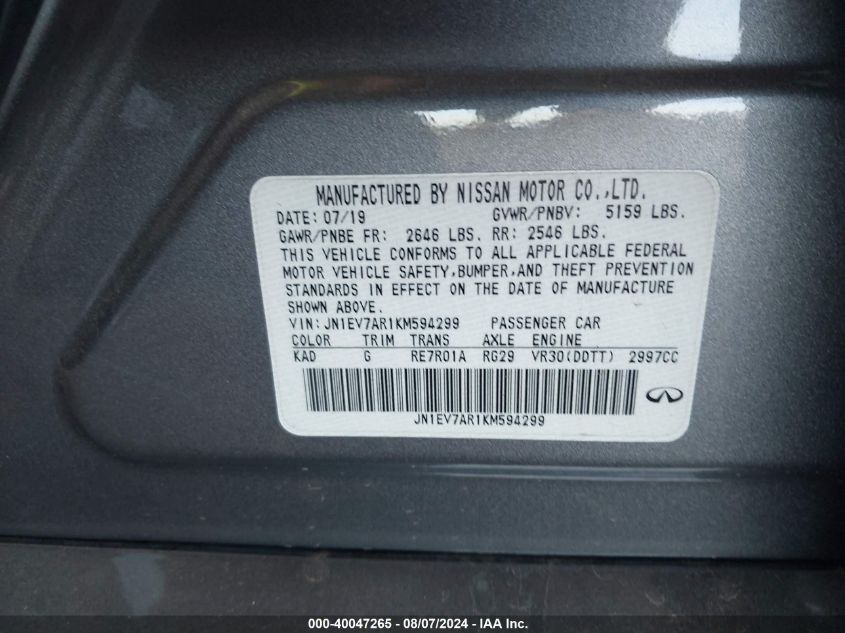 MANUFACTURED BY NISSAN MOTOR CO.,LTD.
DATE: 07/19 GVWR/PNBV: 5159 LBS.
GAWR/PNBE FR: 2646 LBS. RR: 2546 LBS.
THIS VEHICLE CONFORMS TO ALL APPLICABLE FEDERAL
MOTOR VEHICLE SAFETY,BUMPER,AND THEFT PREVENTION
STANDARDS IN EFFECT ON THE DATE OF MANUFACTURE
SHOWN ABOVE.
VIN:JN1EV7AR1KM594299 PASSENGER CAR
COLOR TRIM TRANS AXLE ENGINE
KAD G RE7R01A RG29 VR30(DDTT) 2997CC
JN1EV7AR1KM594299
000-40047265 - 08/07/2024 - IAA Inc.